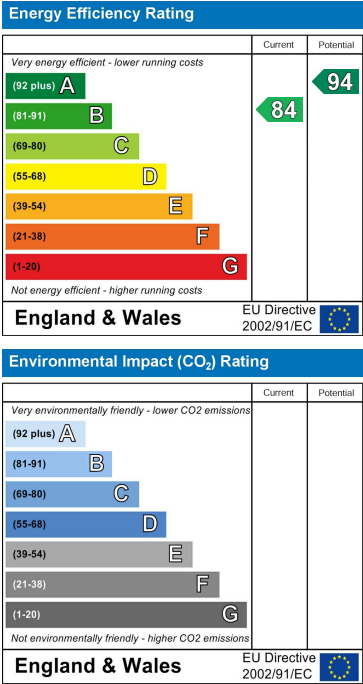 Energy Efficiency Rating
Current Potential
Very energy efficient - lower running costs
(92 plus) A
94
(81-91) B
84
(69-80) C
(55-68) D
(39-54) E
(21-38) F
(1-20) G
Not energy efficient - higher running costs
England & Wales
EU Directive
2002/91/EC
Environmental Impact (CO2) Rating
Current Potential
Very environmentally friendly - lower CO2 emissions
(92 plus) A
(81-91) B
(69-80) C
(55-68) D
(39-54) E
(21-38) F
(1-20) G
Not environmentally friendly - higher CO2 emissions
England & Wales
EU Directive
2002/91/EC